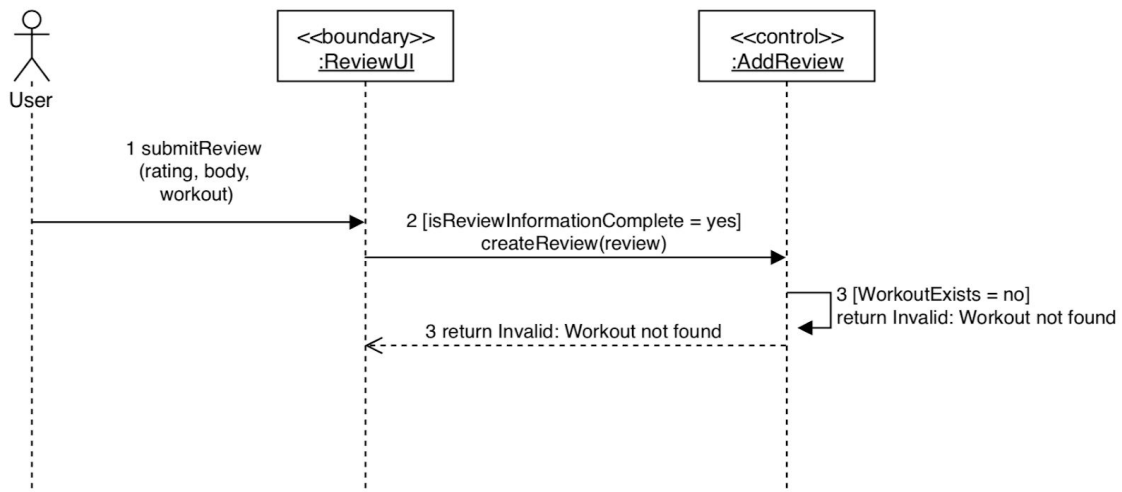 <<boundary>>
:ReviewUI
<<control>>
:AddReview
User
1 submitReview
(rating, body,
workout)
2 [isReviewInformationComplete = yes]
createReview(review)
3 [WorkoutExists = no]
return Invalid: Workout not found
3 return Invalid: Workout not found